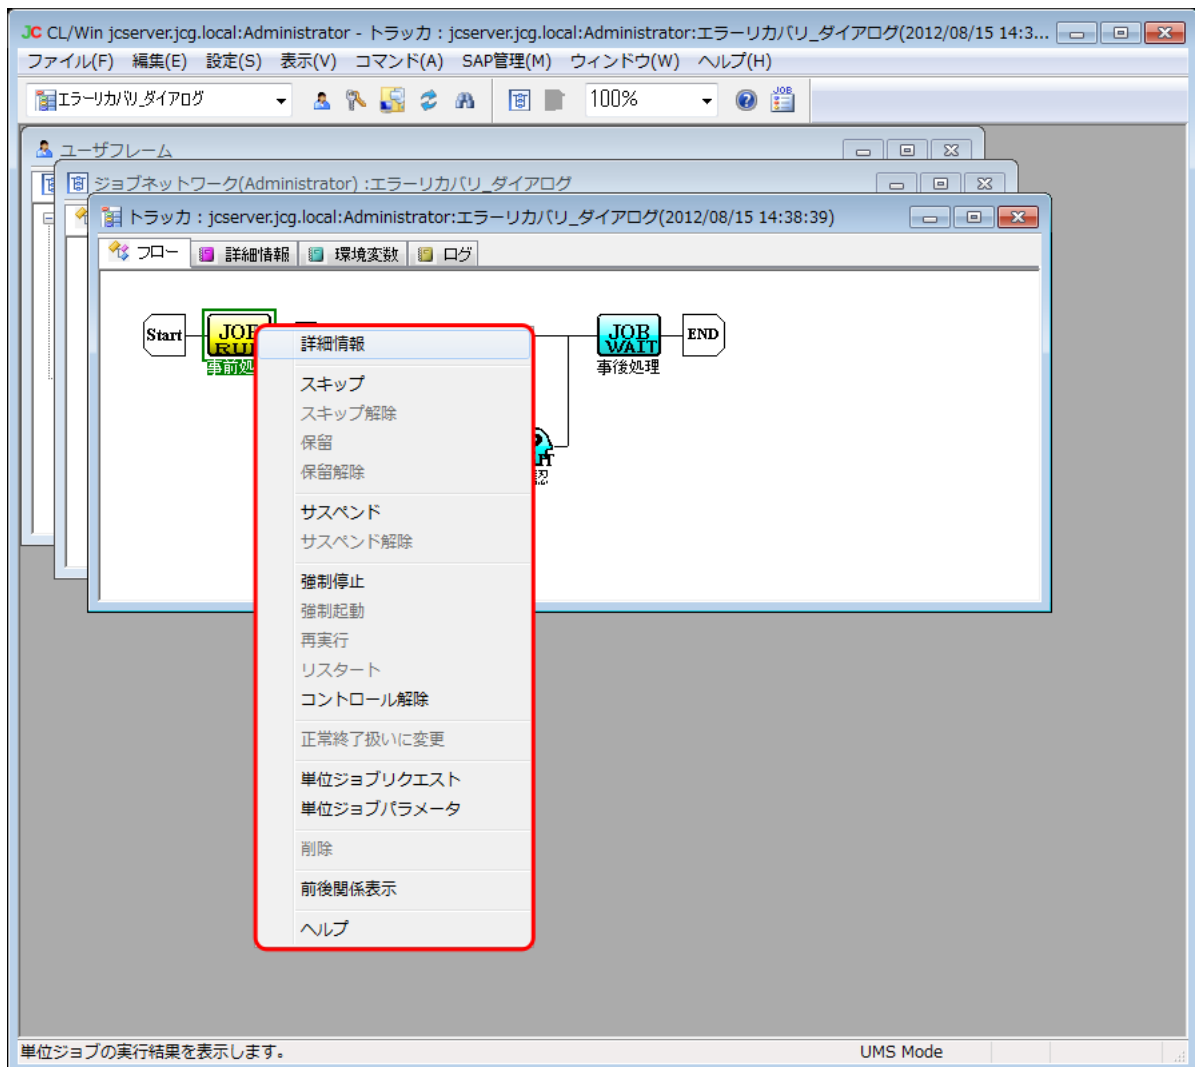 JC CL/Win jcserver.jcg.local:Administrator - トラッカ : jcserver.jcg.local:Administrator:エラーリカバリ_ダイアログ(2012/08/15 14:3...
ファイル(F) 編集(E) 設定(S) 表示(V) コマンド(A) SAP管理(M) ウィンドウ(W) ヘルプ(H)
エラーリカバリ_ダイアログ 100% JOB
ユーザフレーム
ジョブネットワーク(Administrator) :エラーリカバリ_ダイアログ
トラッカ : jcserver.jcg.local:Administrator:エラーリカバリ_ダイアログ(2012/08/15 14:38:39)
フロー 詳細情報 環境変数 ログ
Start
JOB
事前処
JOB
WAIT
事後処理
END
詳細情報
スキップ
スキップ解除
保留
保留解除
サスペンド
サスペンド解除
強制停止
強制起動
再実行
リスタート
コントロール解除
正常終了扱いに変更
単位ジョブリクエスト
単位ジョブパラメータ
削除
前後関係表示
ヘルプ
単位ジョブの実行結果を表示します。 UMS Mode